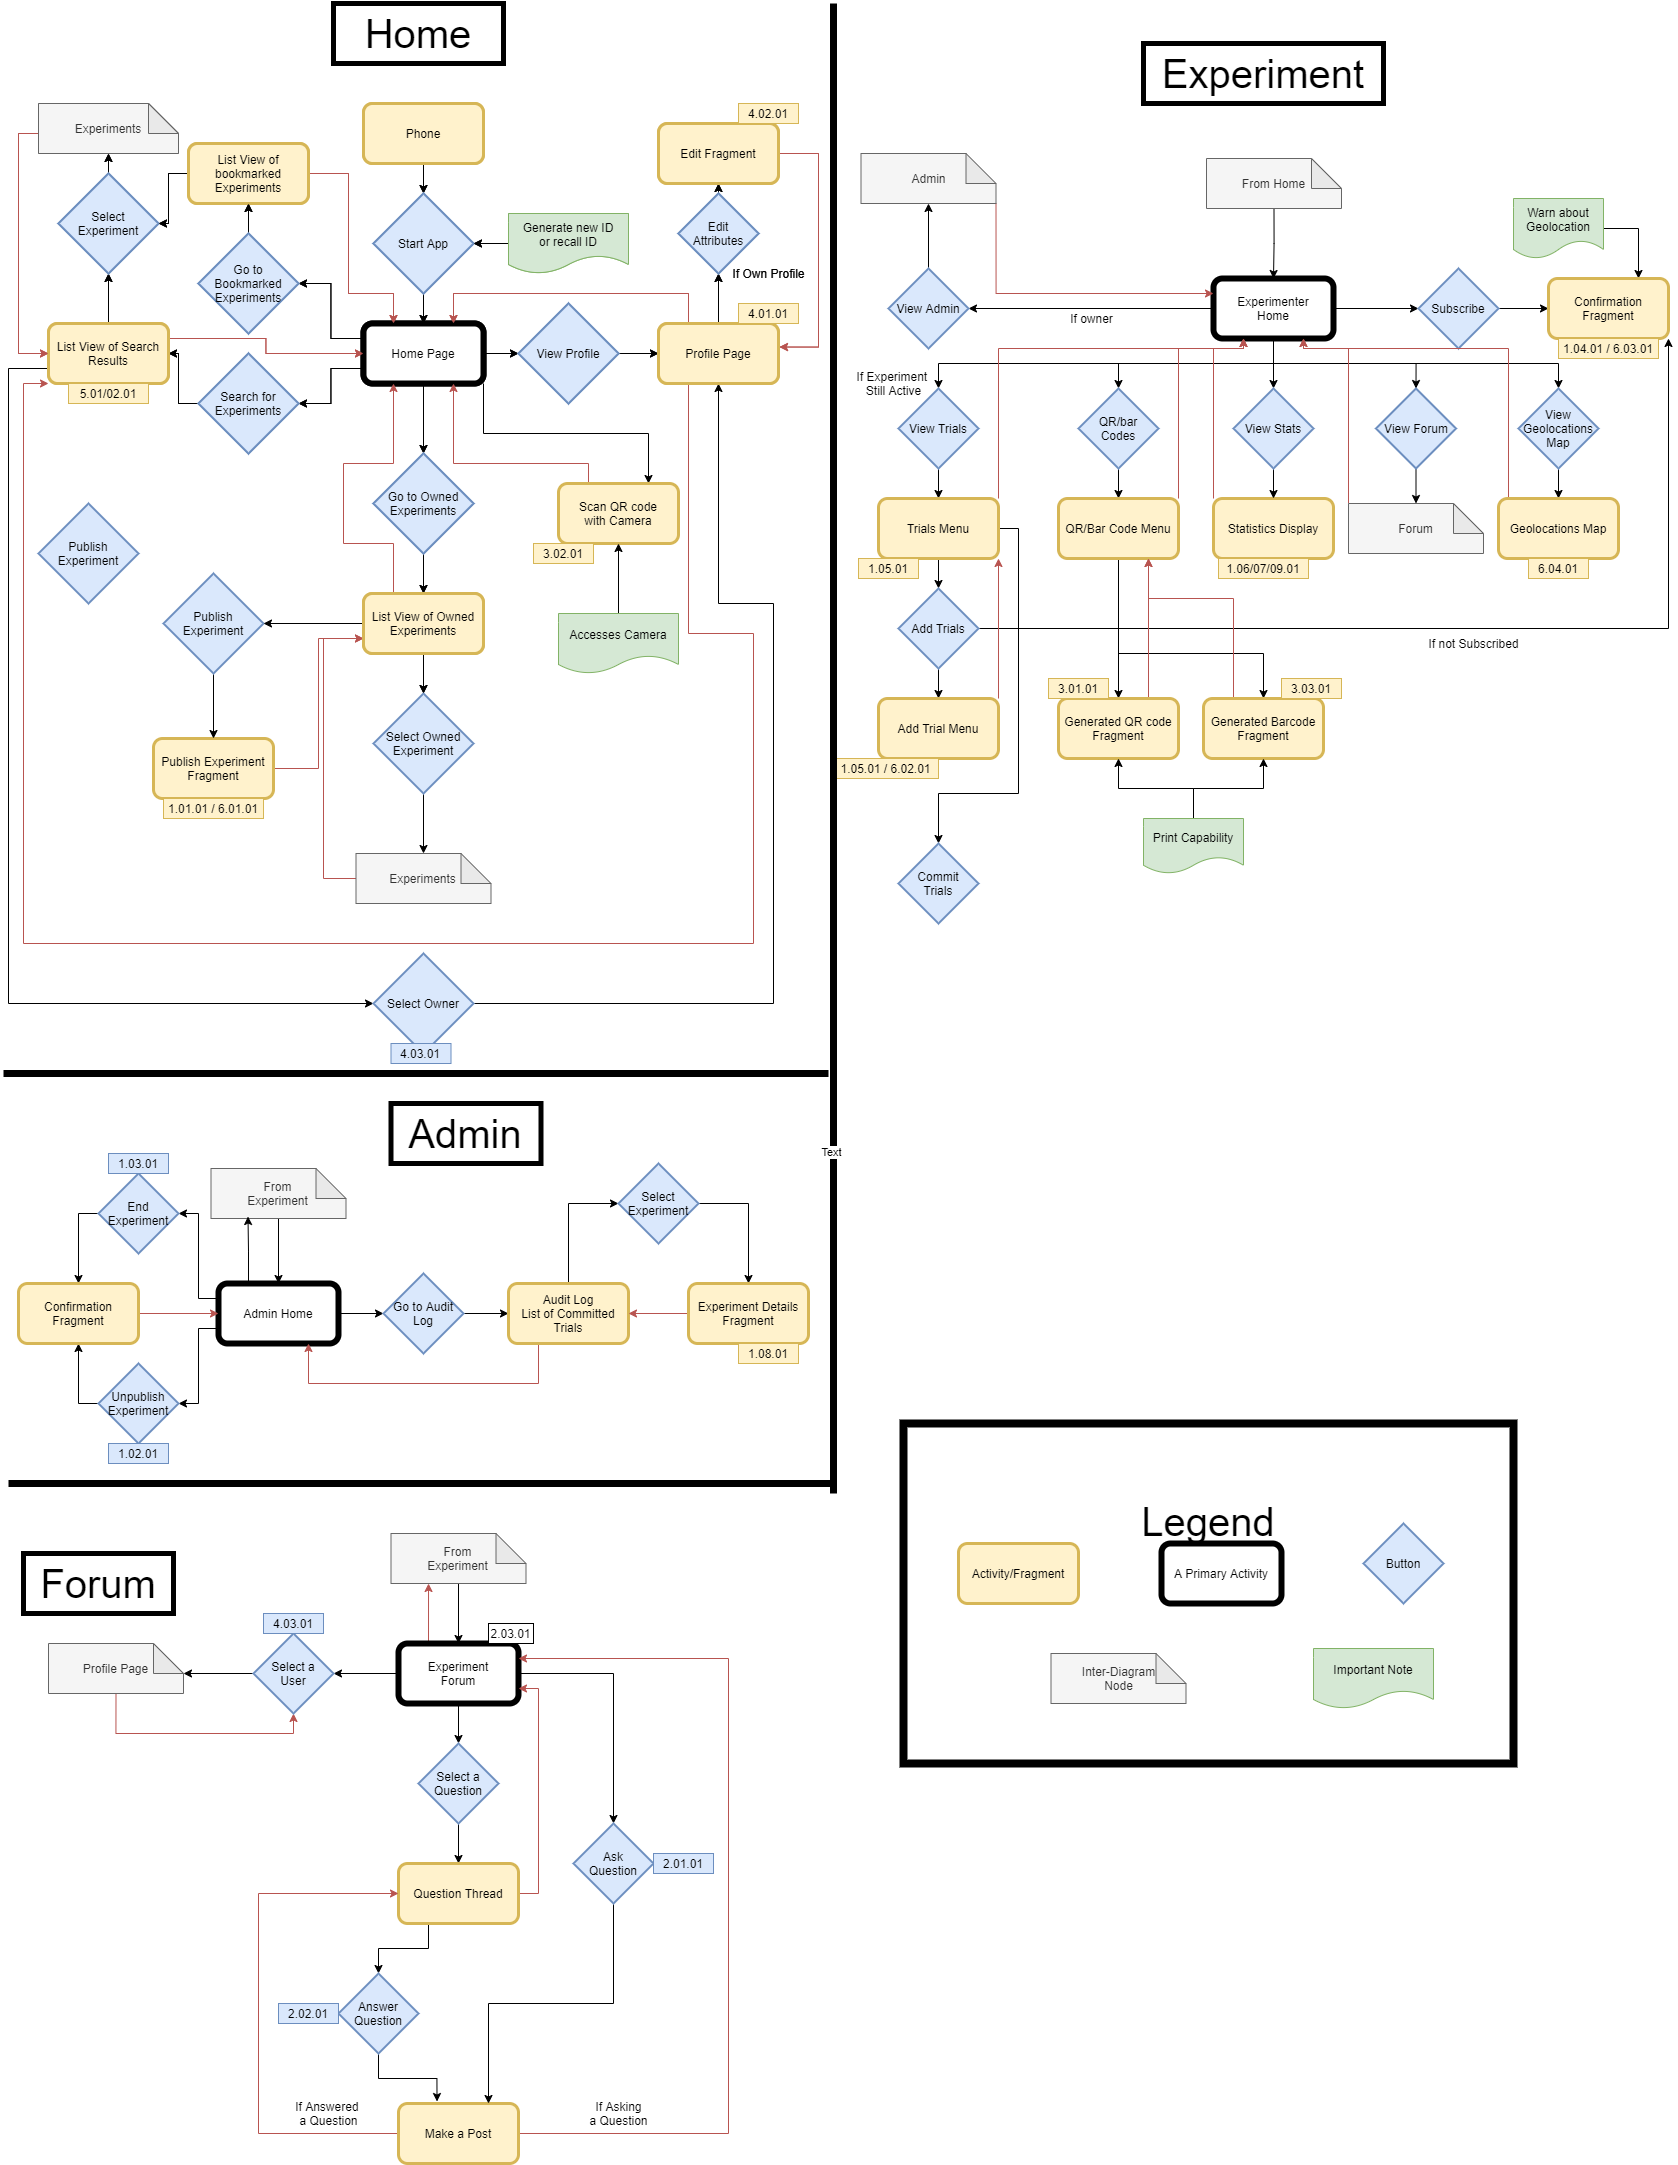 Home
Experiments
List View of
bookmarked
Experiments
Phone
4.02.01
Edit Fragment
Select
Experiment
Start App
Generate new ID
or recall ID
Edit
Attributes
If Own Profile
Go to
Bookmarked
Experiments
4.01.01
List View of Search
Results
5.01/02.01
Home Page
View Profile
Profile Page
Search for
Experiments
Go to Owned
Experiments
Scan QR code
with Camera
3.02.01
Publish
Experiment
Publish
Experiment
List View of Owned
Experiments
Accesses Camera
Select Owned
Experiment
Publish Experiment
Fragment
1.01.01 / 6.01.01
Experiments
Select Owner
4.03.01
Experiment
Admin
From Home
Warn about
Geolocation
View Admin
If owner
Experimenter
Home
Subscribe
Confirmation
Fragment
1.04.01 / 6.03.01
If Experiment
Still Active
View Trials
QR/bar
Codes
View Stats
View Forum
View
Geolocations
Map
Trials Menu
1.05.01
QR/Bar Code Menu
Statistics Display
1.06/07/09.01
Forum
Geolocations Map
6.04.01
Add Trials
If not Subscribed
3.01.01
3.03.01
Add Trial Menu
1.05.01 / 6.02.01
Generated QR code
Fragment
Generated Barcode
Fragment
Print Capability
Commit
Trials
Text
Admin
1.03.01
End
Experiment
From
Experiment
Select
Experiment
Confirmation
Fragment
Admin Home
Go to Audit
Log
Audit Log
List of Committed
Trials
Experiment Details
Fragment
1.08.01
Unpublish
Experiment
1.02.01
Forum
From
Experiment
4.03.01
2.03.01
Profile Page
Select a
User
Experiment
Forum
Select a
Question
Ask
Question
2.01.01
Question Thread
2.02.01
Answer
Question
If Answered
a Question
If Asking
a Question
Make a Post
Legend
Activity/Fragment
A Primary Activity
Button
Inter-Diagram
Node
Important Note